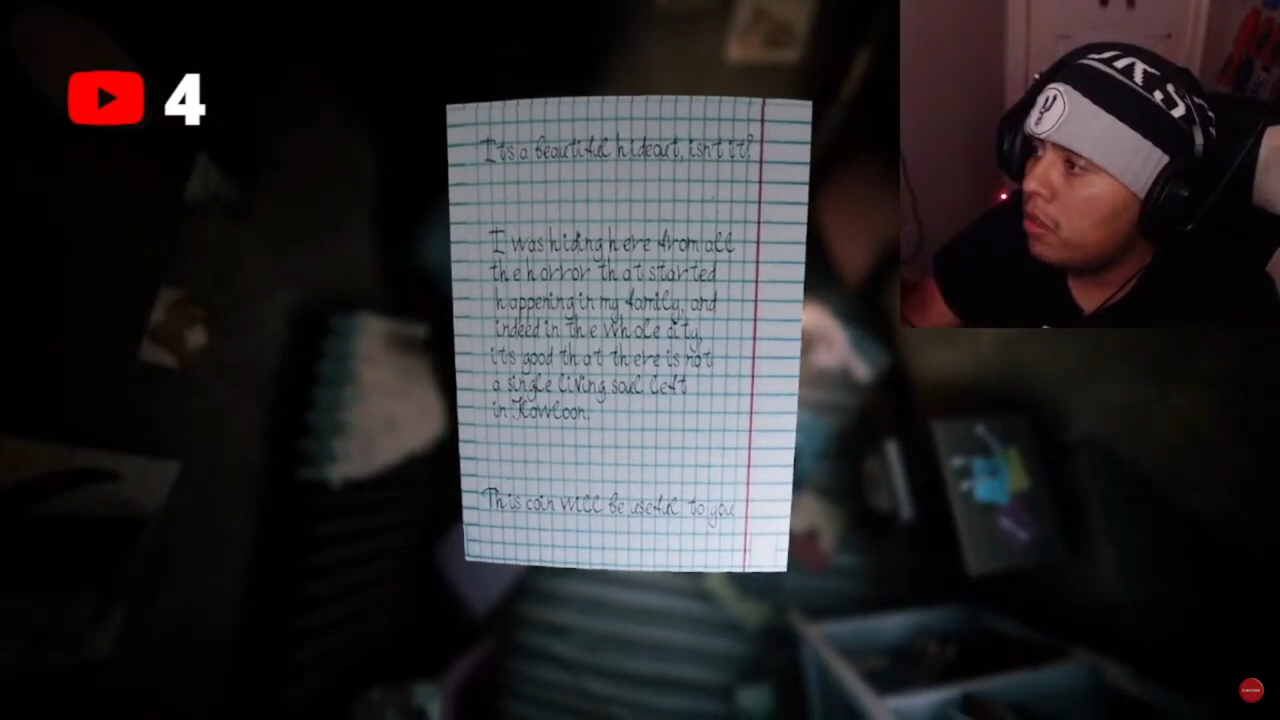 4
It's a beautiful hideout, isn't it?
I was hiding here from all
the horror that started
happening in my family, and
indeed in the whole city,
it's good that there is not
a single living soul left
in Kowloon.
This coin will be useful to you
SUBSCRIBE